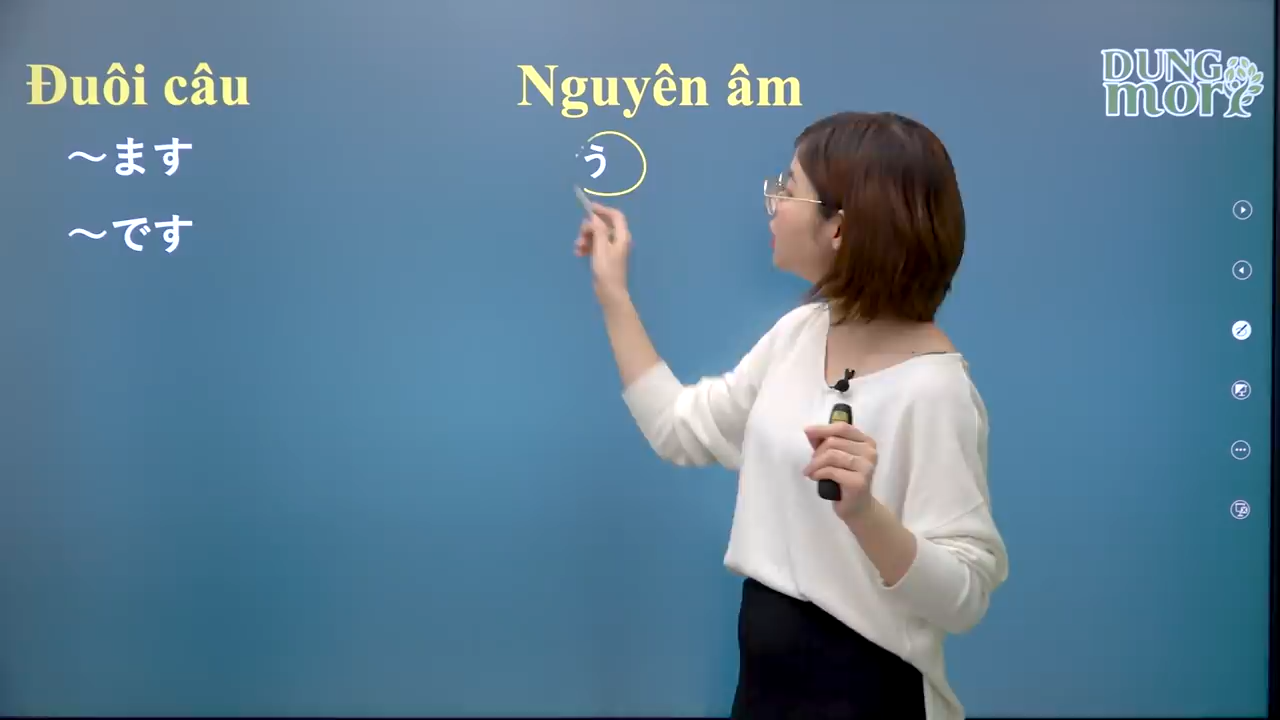 Đuôi câu
～ます
～です
Nguyên âm
う
DUNG
mori